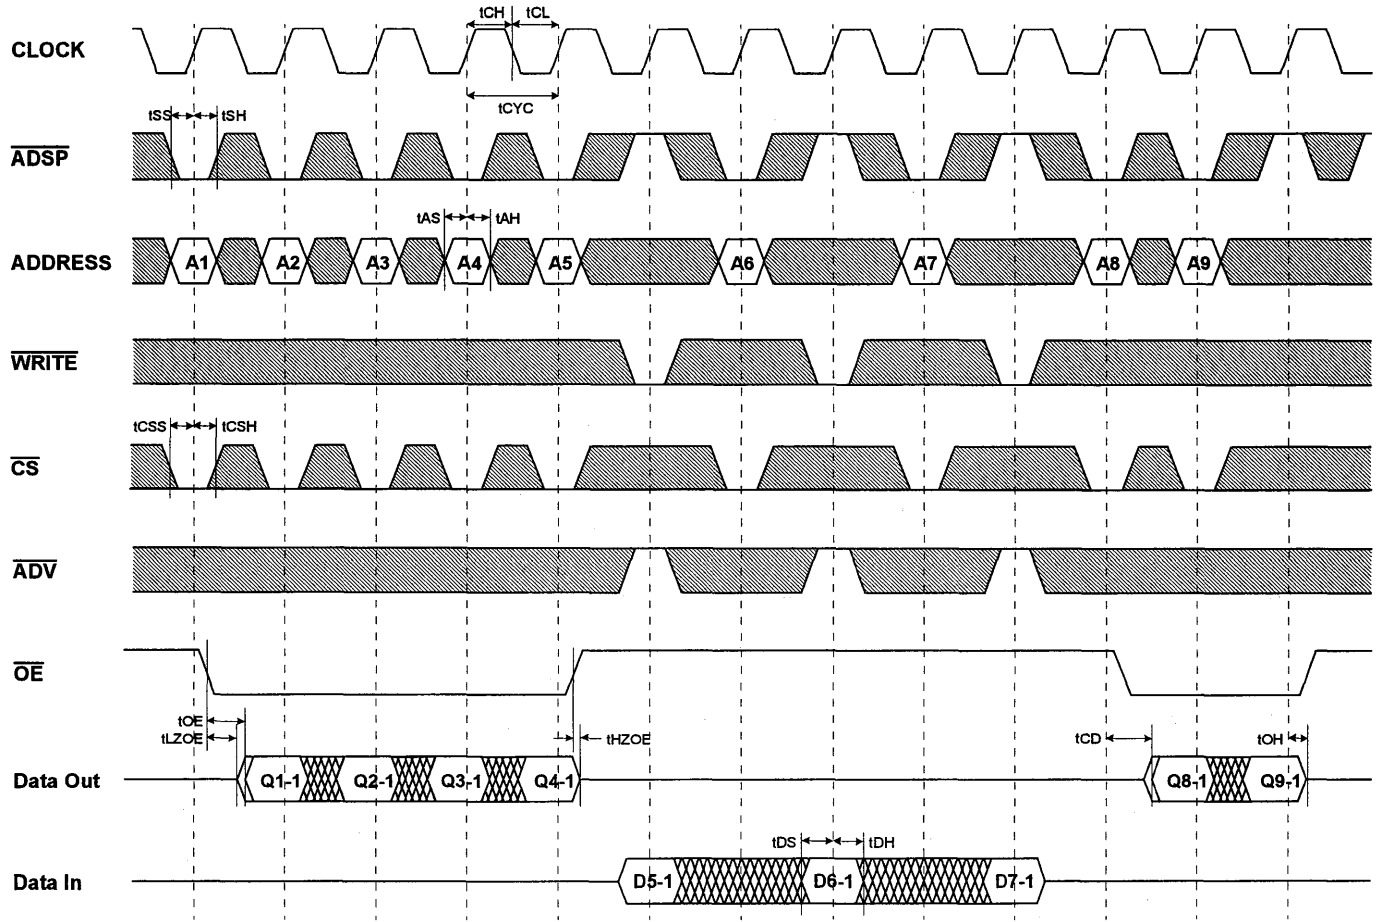 tCH tCL
CLOCK
tCYC
tSS tSH
ADSP
tAS tAH
ADDRESS A1 A2 A3 A4 A5 A6 A7 A8 A9
WRITE
tCSS tCSH
CS
ADV
OE
tOE
tLZOE tHZOE tCD tOH
Data Out Q1-1 Q2-1 Q3-1 Q4-1 Q8-1 Q9-1
tDS tDH
Data In D5-1 D6-1 D7-1